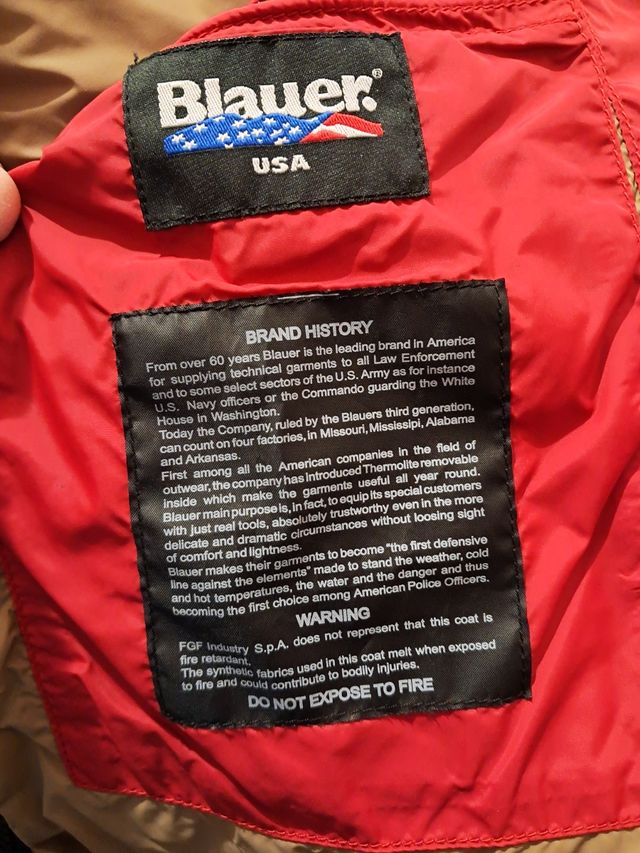 Blauer.®
USA
BRAND HISTORY
From over 60 years Blauer is the leading brand in America
for supplying technical garments to all Law Enforcement
and to some select sectors of the U.S. Army as for instance
U.S. Navy officers or the Commando guarding the White
House in Washington.
Today the Company, ruled by the Blauers third generation,
can count on four factories, in Missouri, Mississipi, Alabama
and Arkansas.
First among all the American companies in the field of
outwear, the company has introduced Thermolite removable
inside which make the garments useful all year round.
Blauer main purpose is, in fact, to equip its special customers
with just real tools, absolutely trustworthy even in the more
delicate and dramatic circumstances without loosing sight
of comfort and lightness.
Blauer makes their garments to become "the first defensive
line against the elements" made to stand the weather, cold
and hot temperatures, the water and the danger and thus
becoming the first choice among American Police Officers.
WARNING
FGF Industry S.p.A. does not represent that this coat is
fire retardant.
The synthetic fabrics used in this coat melt when exposed
to fire and could contribute to bodily injuries.
DO NOT EXPOSE TO FIRE